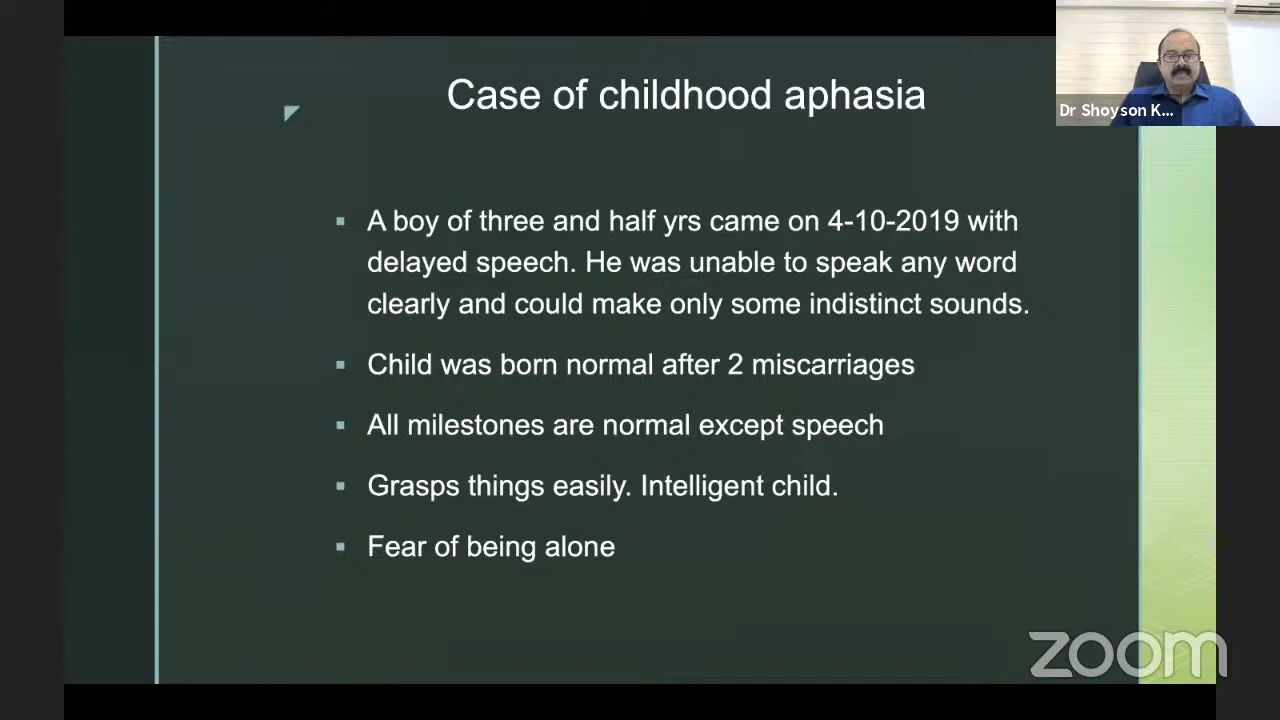 Case of childhood aphasia
Dr Shoyson K...
▪ A boy of three and half yrs came on 4-10-2019 with
delayed speech. He was unable to speak any word
clearly and could make only some indistinct sounds.
▪ Child was born normal after 2 miscarriages
▪ All milestones are normal except speech
▪ Grasps things easily. Intelligent child.
▪ Fear of being alone
zoom